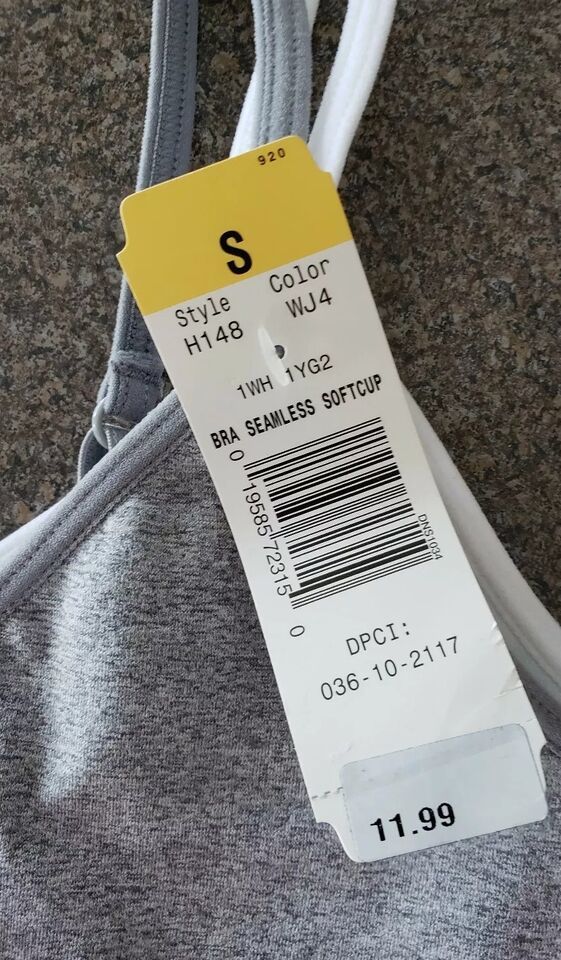 920
S
Style Color
H148 WJ4
1WH 1YG2
BRA SEAMLESS SOFTCUP
0 19585 72315 0
DNS1034
DPCI:
036-10-2117
11.99